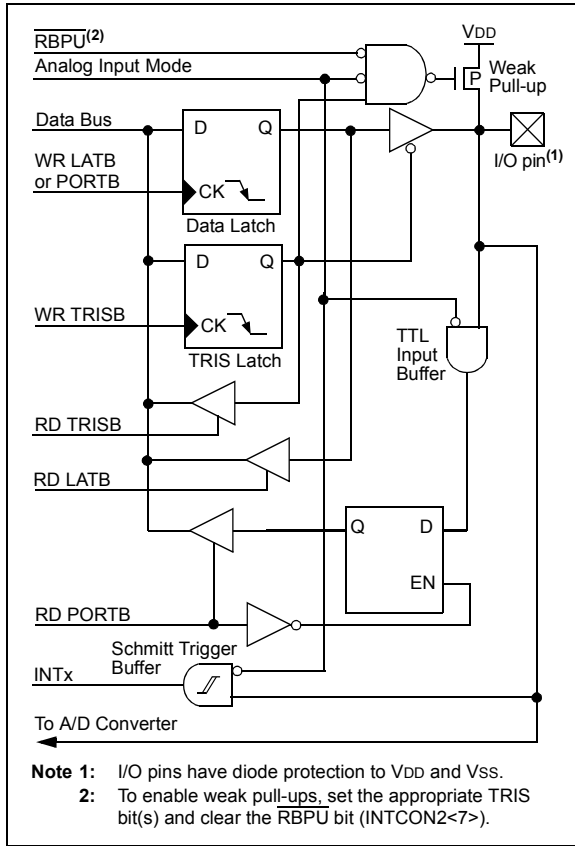 RBPU(2)
VDD
Analog Input Mode
P
Weak
Pull-up
Data Bus
D
Q
I/O pin(1)
WR LATB
or PORTB
CK
Data Latch
D
Q
WR TRISB
CK
TRIS Latch
TTL
Input
Buffer
RD TRISB
RD LATB
Q
D
EN
RD PORTB
Schmitt Trigger
Buffer
INTx
To A/D Converter
Note 1: I/O pins have diode protection to VDD and VSS.
2: To enable weak pull-ups, set the appropriate TRIS
bit(s) and clear the RBPU bit (INTCON2<7>).